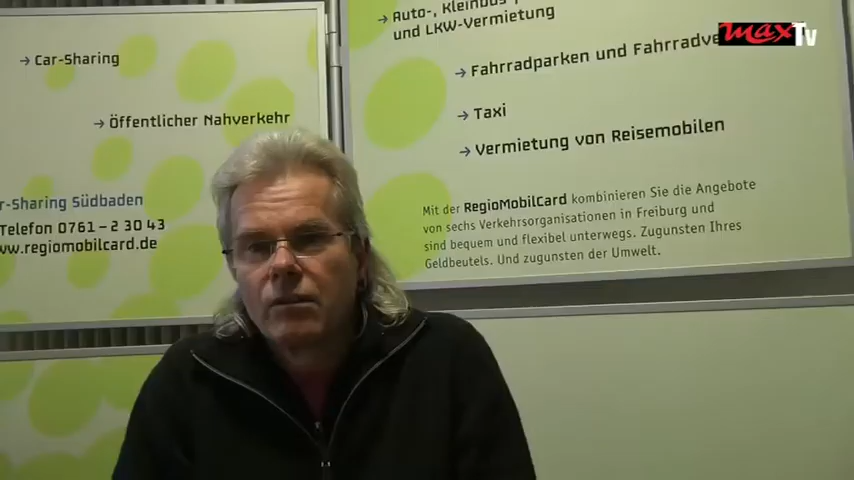 → Car-Sharing
→ Öffentlicher Nahverkehr
r-Sharing Südbaden
Telefon 0761-2 30 43
www.regiomobilcard.de
→ Auto-, Kleinbus-
und LKW-Vermietung
→ Fahrradparken und Fahrradve
→ Taxi
→ Vermietung von Reisemobilen
Mit der RegioMobilCard kombinieren Sie die Angebote
von sechs Verkehrsorganisationen in Freiburg und
sind bequem und flexibel unterwegs. Zugunsten Ihres
Geldbeutels. Und zugunsten der Umwelt.
max Tv